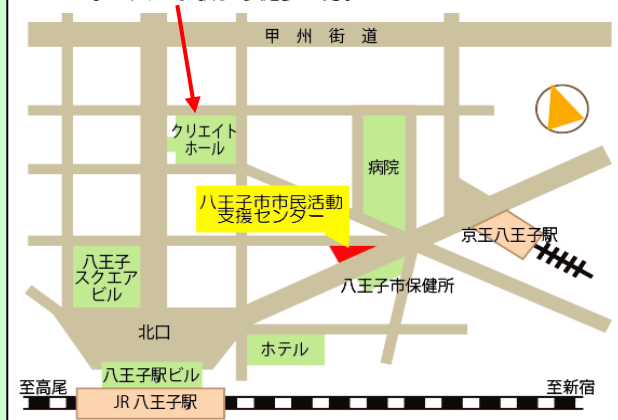 甲州街道
クリエイト
ホール
病院
八王子市市民活動
支援センター
京王八王子駅
八王子
スクエア
ビル
八王子市保健所
北口
ホテル
八王子駅ビル
至高尾
至新宿
JR八王子駅